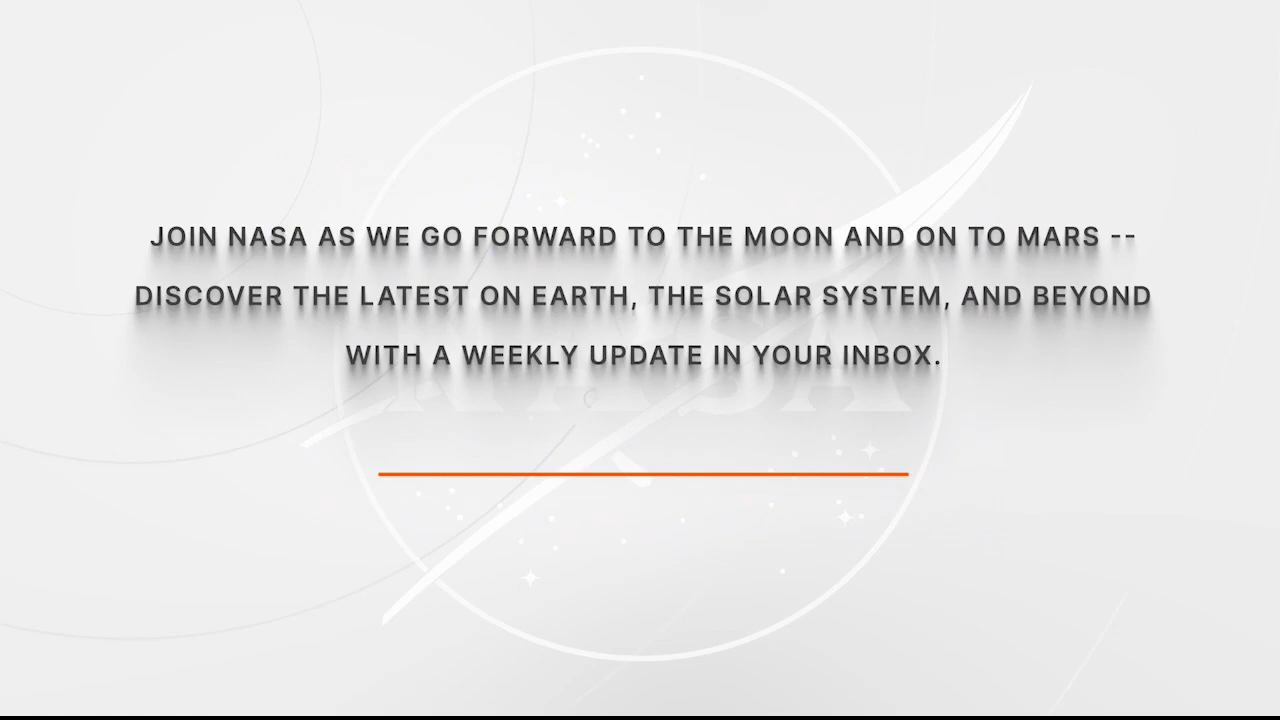 JOIN NASA AS WE GO FORWARD TO THE MOON AND ON TO MARS --
DISCOVER THE LATEST ON EARTH, THE SOLAR SYSTEM, AND BEYOND
WITH A WEEKLY UPDATE IN YOUR INBOX.
NASA